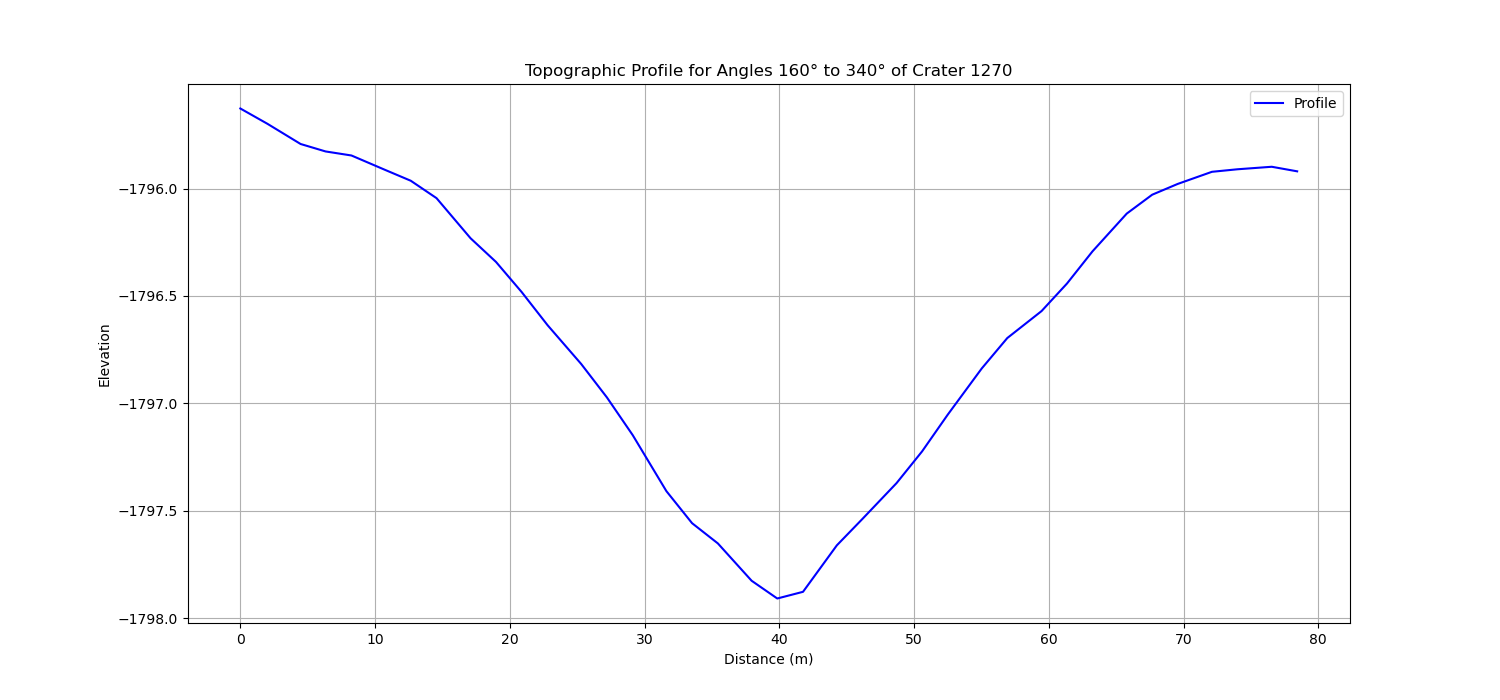 Topographic Profile for Angles 160° to 340° of Crater 1270
Profile
−1796.0
−1796.5
−1797.0
−1797.5
−1798.0
Elevation
0 10 20 30 40 50 60 70 80
Distance (m)